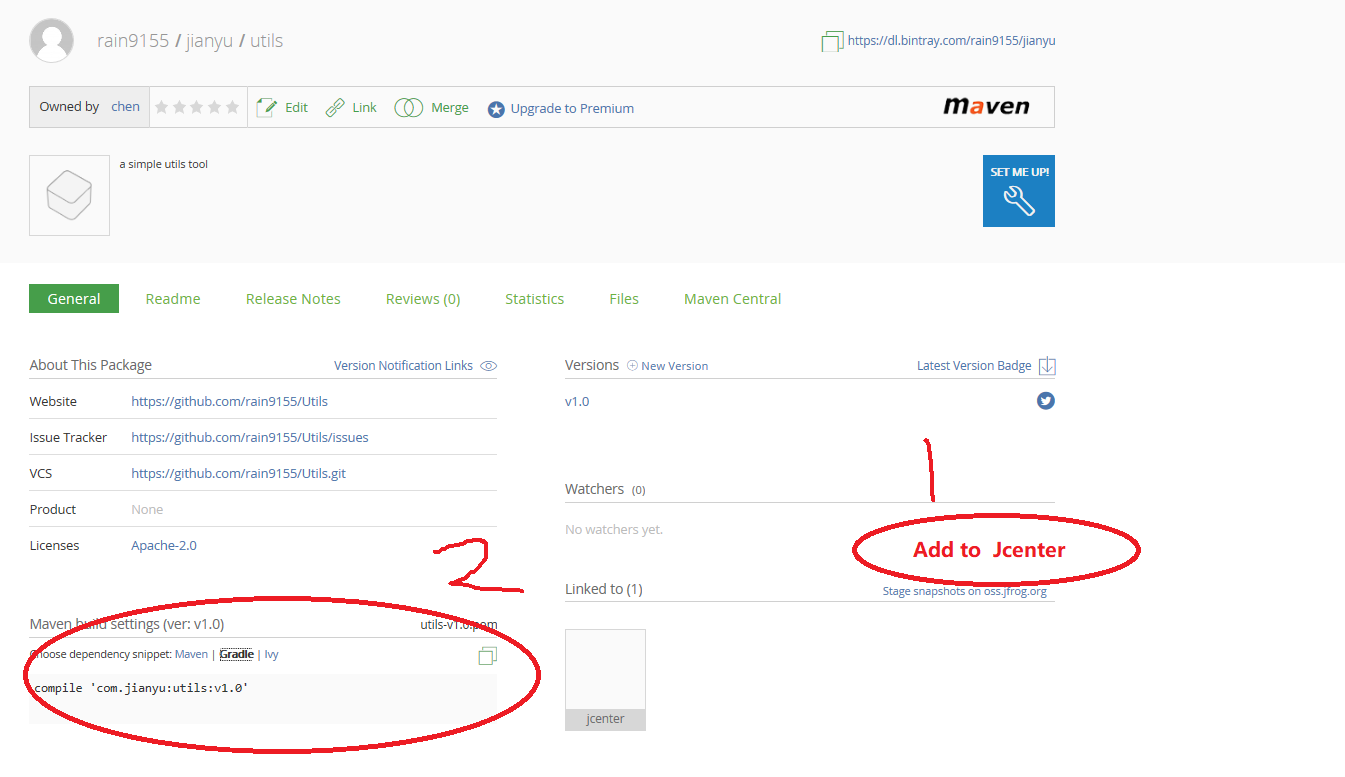 rain9155 / jianyu / utils
https://dl.bintray.com/rain9155/jianyu
Owned by chen
Edit
Link
Merge
Upgrade to Premium
maven
a simple utils tool
SET ME UP!
General
Readme
Release Notes
Reviews (0)
Statistics
Files
Maven Central
About This Package
Version Notification Links
Website https://github.com/rain9155/Utils
Issue Tracker https://github.com/rain9155/Utils/issues
VCS https://github.com/rain9155/Utils.git
Product None
Licenses Apache-2.0
2
Maven build settings (ver: v1.0)
utils-v1.0.pom
Choose dependency snippet: Maven | Gradle | Ivy
compile 'com.jianyu:utils:v1.0'
Versions
New Version
Latest Version Badge
v1.0
1
Watchers (0)
No watchers yet.
Add to Jcenter
Linked to (1)
Stage snapshots on oss.jfrog.org
jcenter